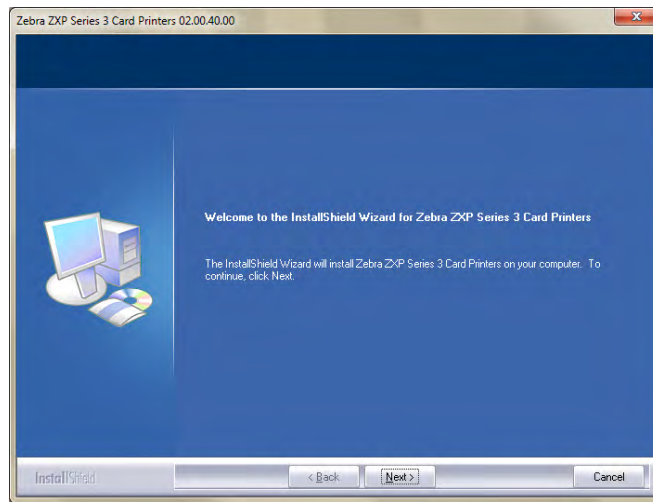 Zebra ZXP Series 3 Card Printers 02.00.40.00
Welcome to the InstallShield Wizard for Zebra ZXP Series 3 Card Printers
The InstallShield Wizard will install Zebra ZXP Series 3 Card Printers on your computer. To
continue, click Next.
InstallShield
< Back
Next >
Cancel